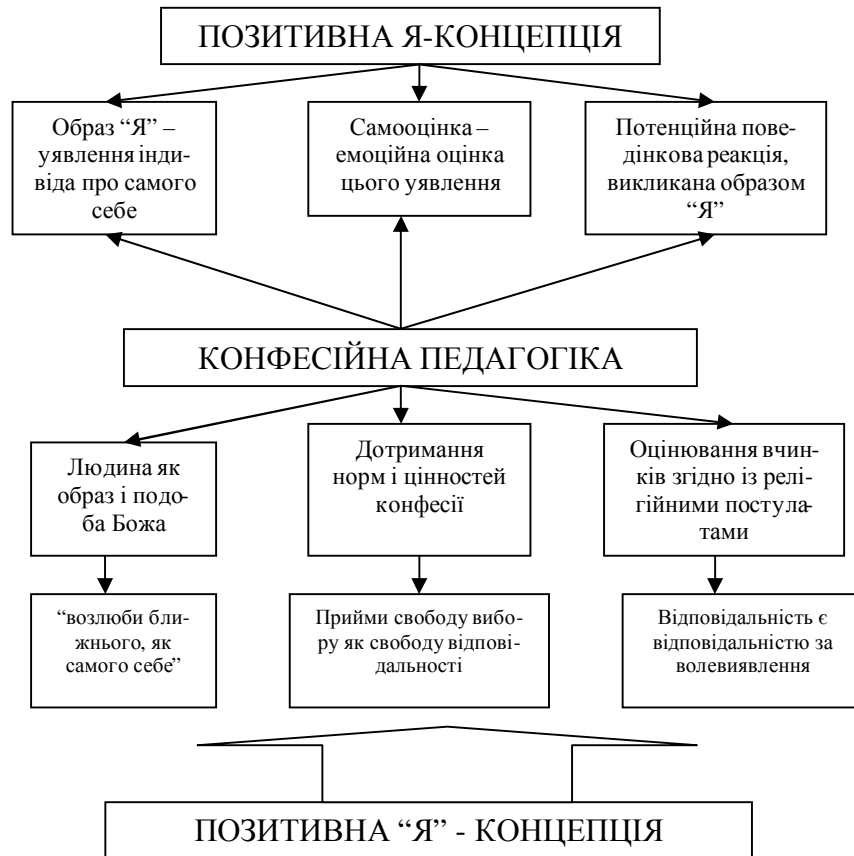 ПОЗИТИВНА Я-КОНЦЕПЦІЯ
Образ “Я” –
уявлення інди-
віда про самого
себе
Самооцінка –
емоційна оцінка
цього уявлення
Потенційна пове-
дінкова реакція,
викликана образом
“Я”
КОНФЕСІЙНА ПЕДАГОГІКА
Людина як
образ і подо-
ба Божа
Дотримання
норм і цінностей
конфесії
Оцінювання вчин-
ків згідно із релі-
гійними постула-
тами
“возлюби бли-
жнього, як
самого себе”
Прийми свободу вибо-
ру як свободу відпові-
дальності
Відповідальність є
відповідальністю за
волевиявлення
ПОЗИТИВНА “Я” - КОНЦЕПЦІЯ